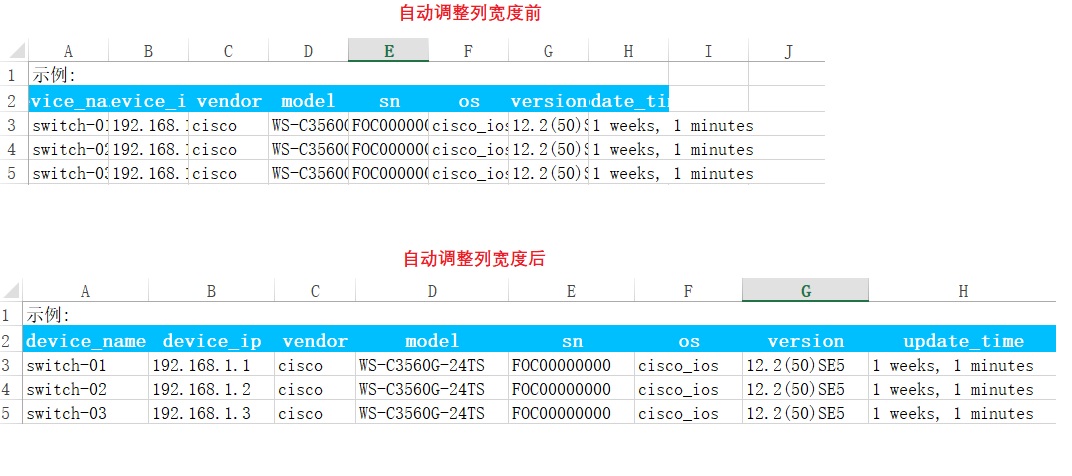 自动调整列宽度前
A B C D E F G H I J
1 示例:
2 vice_na evice_i vendor model sn os version date_ti
3 switch-01 192.168.1 cisco WS-C3560G FOC000000 cisco_ios 12.2(50)S 1 weeks, 1 minutes
4 switch-02 192.168.1 cisco WS-C3560G FOC000000 cisco_ios 12.2(50)S 1 weeks, 1 minutes
5 switch-03 192.168.1 cisco WS-C3560G FOC000000 cisco_ios 12.2(50)S 1 weeks, 1 minutes
自动调整列宽度后
A B C D E F G H
1 示例:
2 device_name device_ip vendor model sn os version update_time
3 switch-01 192.168.1.1 cisco WS-C3560G-24TS FOC00000000 cisco_ios 12.2(50)SE5 1 weeks, 1 minutes
4 switch-02 192.168.1.2 cisco WS-C3560G-24TS FOC00000000 cisco_ios 12.2(50)SE5 1 weeks, 1 minutes
5 switch-03 192.168.1.3 cisco WS-C3560G-24TS FOC00000000 cisco_ios 12.2(50)SE5 1 weeks, 1 minutes